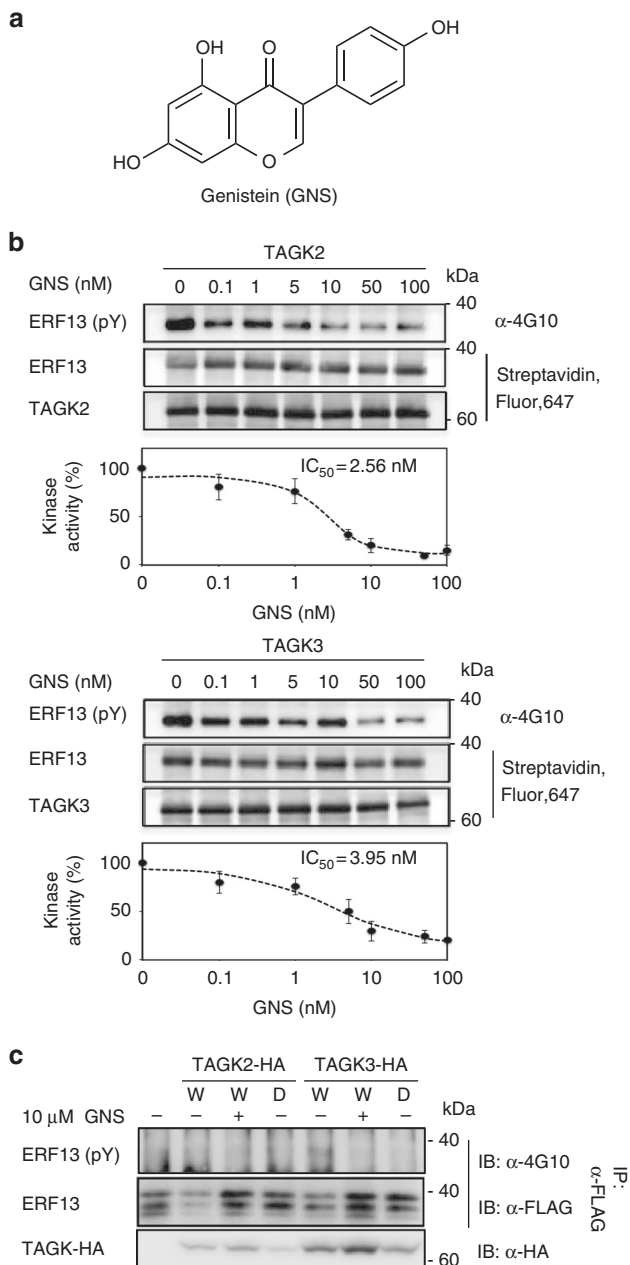 a
OH O OH
HO O
Genistein (GNS)
b
TAGK2
GNS (nM) 0 0.1 1 5 10 50 100 kDa
ERF13 (pY) - 40 α-4G10
ERF13 - 40
TAGK2 - 60
Streptavidin,
Fluor,647
Kinase
activity (%)
100
50
0
IC50 = 2.56 nM
0 0.1 1 10 100
GNS (nM)
TAGK3
GNS (nM) 0 0.1 1 5 10 50 100 kDa
ERF13 (pY) - 40 α-4G10
ERF13 - 40
TAGK3 - 60
Streptavidin,
Fluor,647
Kinase
activity (%)
100
50
0
IC50 = 3.95 nM
0 0.1 1 10 100
GNS (nM)
c
TAGK2-HA TAGK3-HA
W W D W W D
10 μM GNS – – + – – + – kDa
ERF13 (pY) - 40 IB: α-4G10
ERF13 - 40 IB: α-FLAG
TAGK-HA - 60 IB: α-HA
IP:
α-FLAG